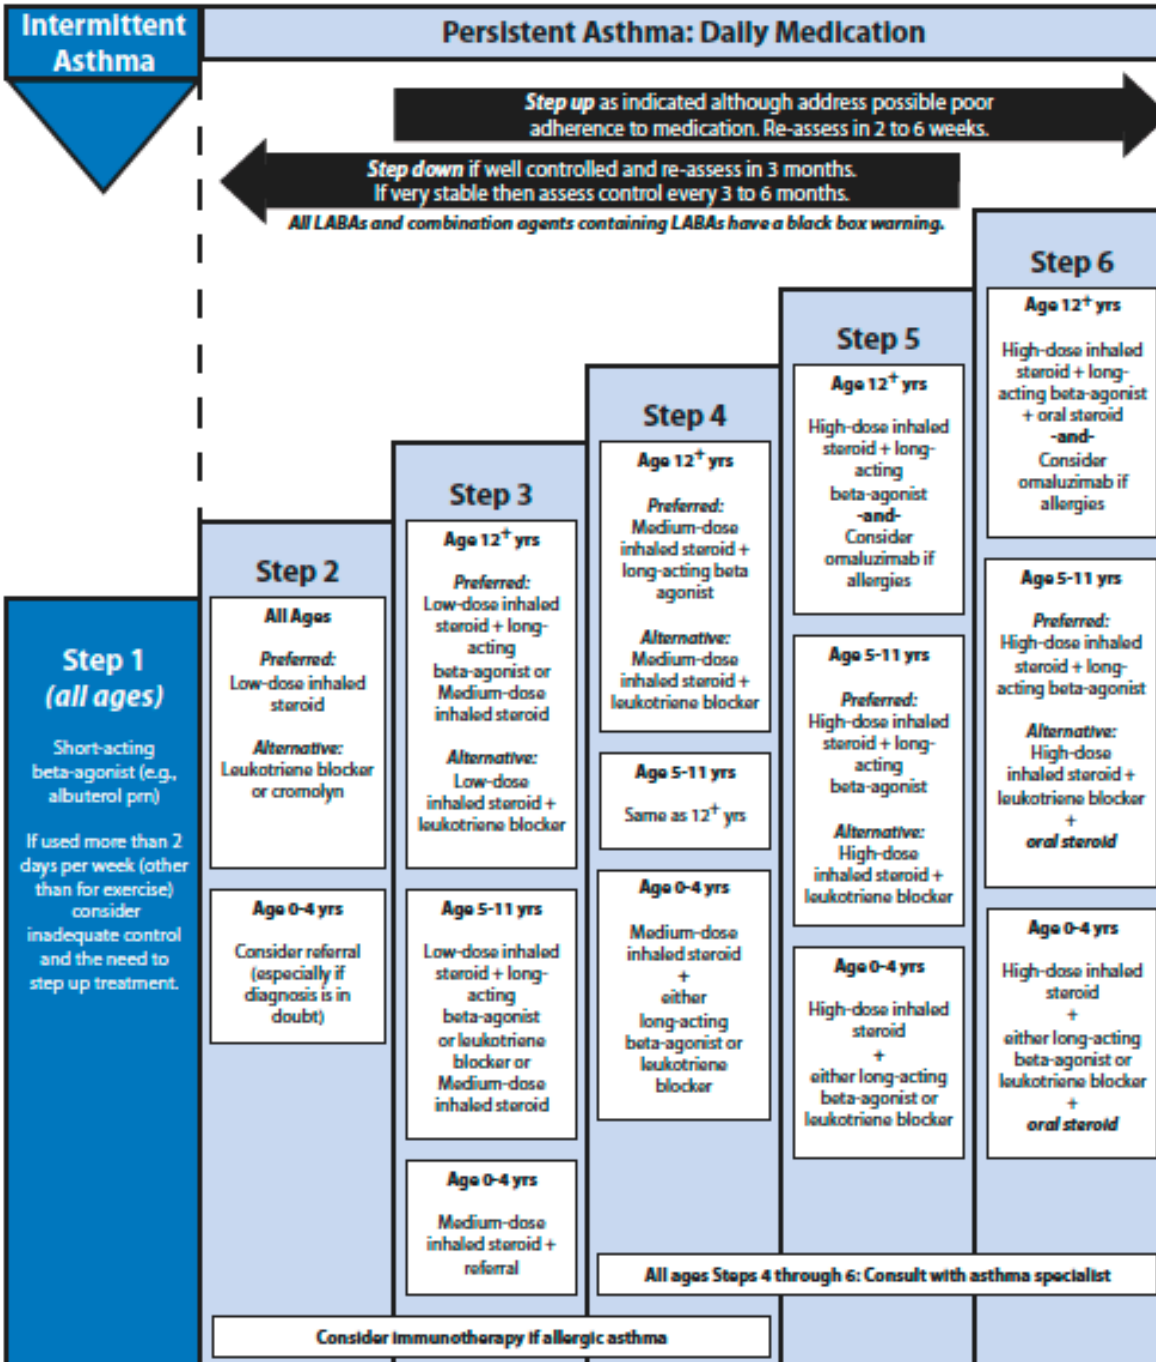 Intermittent
Asthma
Persistent Asthma: Daily Medication
Step up as indicated although address possible poor
adherence to medication. Re-assess in 2 to 6 weeks.
Step down if well controlled and re-assess in 3 months.
If very stable then assess control every 3 to 6 months.
All LABAs and combination agents containing LABAs have a black box warning.
Step 1
(all ages)
Short-acting
beta-agonist (e.g.,
albuterol prn)
If used more than 2
days per week (other
than for exercise)
consider
inadequate control
and the need to
step up treatment.
Step 2
All Ages
Preferred:
Low-dose inhaled
steroid
Alternative:
Leukotriene blocker
or cromolyn
Age 0-4 yrs
Consider referral
(especially if
diagnosis is in
doubt)
Step 3
Age 12+ yrs
Preferred:
Low-dose inhaled
steroid + long-
acting
beta-agonist or
Medium-dose
inhaled steroid
Alternative:
Low-dose
inhaled steroid +
leukotriene blocker
Age 5-11 yrs
Low-dose inhaled
steroid + long-
acting
beta-agonist
or leukotriene
blocker or
Medium-dose
inhaled steroid
Age 0-4 yrs
Medium-dose
inhaled steroid +
referral
Step 4
Age 12+ yrs
Preferred:
Medium-dose
inhaled steroid +
long-acting beta
agonist
Alternative:
Medium-dose
inhaled steroid +
leukotriene blocker
Age 5-11 yrs
Same as 12+ yrs
Age 0-4 yrs
Medium-dose
inhaled steroid
+
either
long-acting
beta-agonist or
leukotriene
blocker
Step 5
Age 12+ yrs
High-dose inhaled
steroid + long-
acting
beta-agonist
-and-
Consider
omaluzimab if
allergies
Age 5-11 yrs
Preferred:
High-dose inhaled
steroid + long-
acting
beta-agonist
Alternative:
High-dose
inhaled steroid +
leukotriene blocker
Age 0-4 yrs
High-dose inhaled
steroid
+
either long-acting
beta-agonist or
leukotriene blocker
Step 6
Age 12+ yrs
High-dose inhaled
steroid + long-
acting beta-agonist
+ oral steroid
-and-
Consider
omaluzimab if
allergies
Age 5-11 yrs
Preferred:
High-dose inhaled
steroid + long-
acting beta-agonist
Alternative:
High-dose
inhaled steroid +
leukotriene blocker
+
oral steroid
Age 0-4 yrs
High-dose inhaled
steroid
+
either long-acting
beta-agonist or
leukotriene blocker
+
oral steroid
All ages Steps 4 through 6: Consult with asthma specialist
Consider immunotherapy if allergic asthma